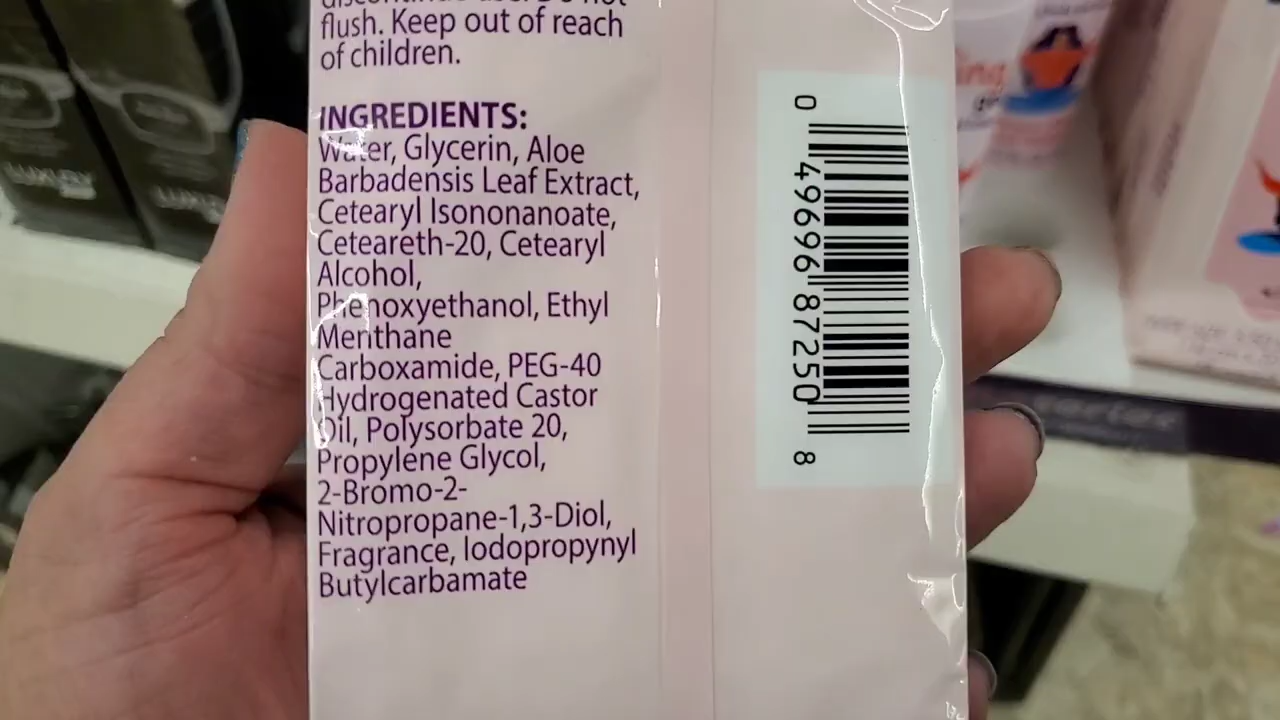 flush. Keep out of reach
of children.
INGREDIENTS:
Water, Glycerin, Aloe
Barbadensis Leaf Extract,
Cetearyl Isononanoate,
Ceteareth-20, Cetearyl
Alcohol,
Phenoxyethanol, Ethyl
Menthane
Carboxamide, PEG-40
Hydrogenated Castor
Oil, Polysorbate 20,
Propylene Glycol,
2-Bromo-2-
Nitropropane-1,3-Diol,
Fragrance, Iodopropynyl
Butylcarbamate
0 49696 87250 8
LUXURY